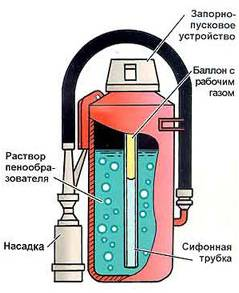 Запорно-
пусковое
устройство
Баллон с
рабочим
газом
Раствор
пенообра-
зователя
Насадка
Сифонная
трубка